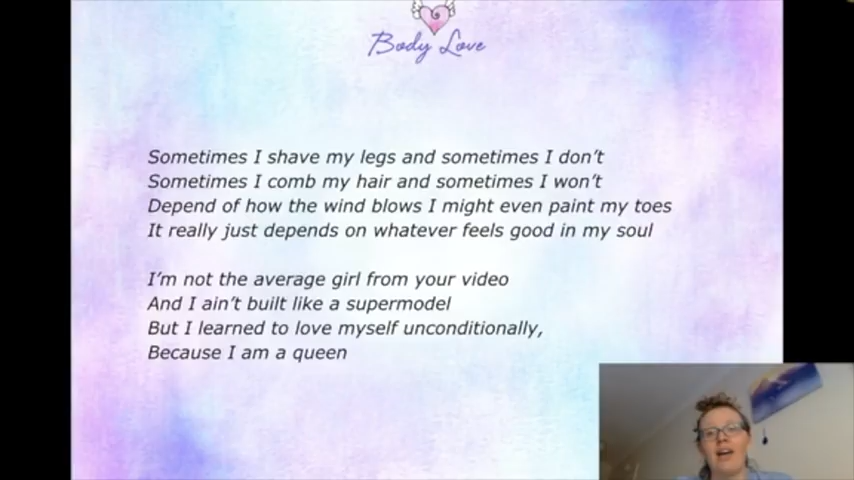 Body Love
Sometimes I shave my legs and sometimes I don't
Sometimes I comb my hair and sometimes I won't
Depend of how the wind blows I might even paint my toes
It really just depends on whatever feels good in my soul
I'm not the average girl from your video
And I ain't built like a supermodel
But I learned to love myself unconditionally,
Because I am a queen